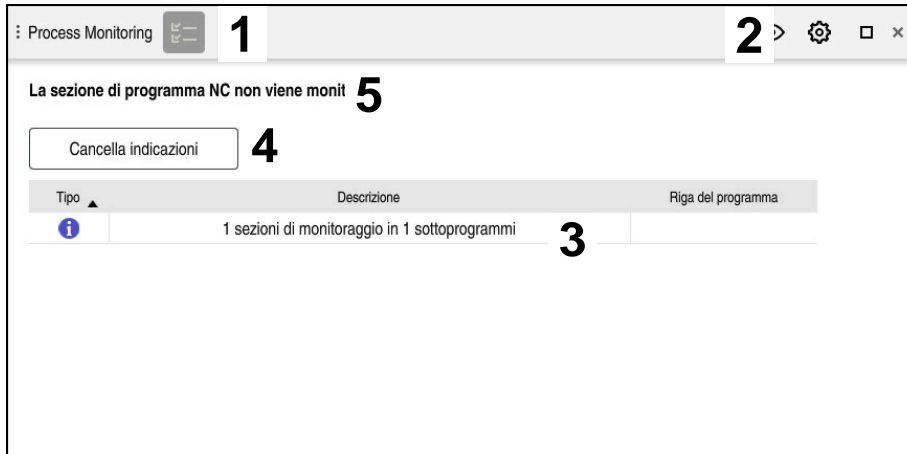 Process Monitoring 1 2
La sezione di programma NC non viene monit 5
Cancella indicazioni 4
Tipo Descrizione Riga del programma
1 sezioni di monitoraggio in 1 sottoprogrammi 3